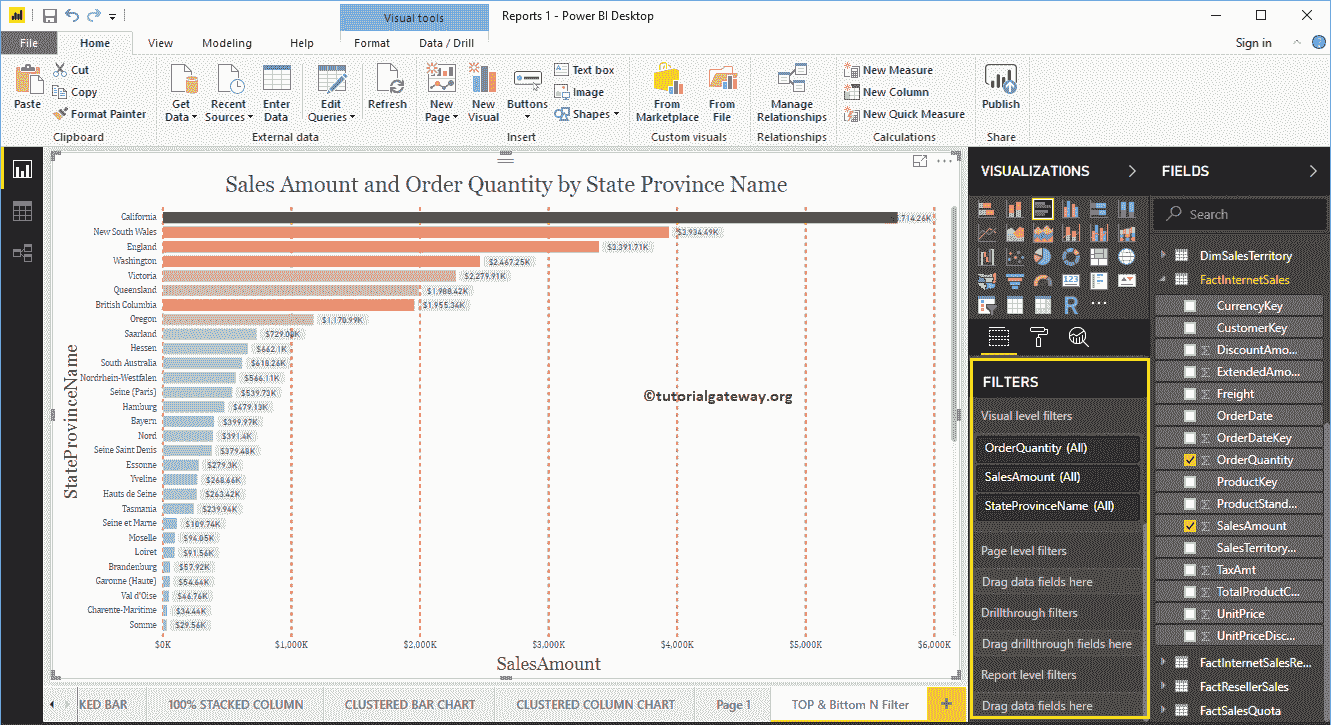 Visual tools
Reports 1 - Power BI Desktop
File
Home
View
Modeling
Help
Format
Data / Drill
Sign in
Paste
Cut
Copy
Format Painter
Get Data
Recent Sources
Enter Data
Edit Queries
Refresh
New Page
New Visual
Buttons
Text box
Image
Shapes
From Marketplace
From File
Manage Relationships
New Measure
New Column
New Quick Measure
Publish
Clipboard
External data
Insert
Custom visuals
Relationships
Calculations
Share
Sales Amount and Order Quantity by State Province Name
StateProvinceName
California ,714.26K
New South Wales $3,934.49K
England $3,391.71K
Washington $2,467.25K
Victoria $2,279.91K
Queensland $1,988.42K
British Columbia $1,955.34K
Oregon $1,170.99K
Saarland
Hessen $662.1K
South Australia $618.26K
Nordrhein-Westfalen $566.11K
Seine (Paris) $539.73K
Hamburg $479.13K
Bayern $399.97K
Nord $391.4K
Seine Saint Denis $379.48K
Essonne $279.3K
Yveline $268.66K
Hauts de Seine $263.42K
Tasmania $239.94K
Seine et Marne $109.74K
Moselle $94.05K
Loiret $91.56K
Brandenburg $57.92K
Garonne (Haute) $54.64K
Val d'Oise $46.76K
Charente-Maritime $34.44K
Somme $29.56K
©tutorialgateway.org
$0K $1,000K $2,000K $3,000K $4,000K $5,000K $6,000K
SalesAmount
KED BAR
100% STACKED COLUMN
CLUSTERED BAR CHART
CLUSTERED COLUMN CHART
Page 1
TOP & Bittom N Filter
+
VISUALIZATIONS
123
R
FILTERS
Visual level filters
OrderQuantity (All)
SalesAmount (All)
StateProvinceName (All)
Page level filters
Drag data fields here
Drillthrough filters
Drag drillthrough fields here
Report level filters
Drag data fields here
FIELDS
Search
DimSalesTerritory
FactInternetSales
CurrencyKey
CustomerKey
DiscountAmo...
ExtendedAmo...
Freight
OrderDate
OrderDateKey
OrderQuantity
ProductKey
ProductStand...
SalesAmount
SalesTerritory...
TaxAmt
TotalProductC...
UnitPrice
UnitPriceDisc...
FactInternetSalesRe...
FactResellerSales
FactSalesQuota